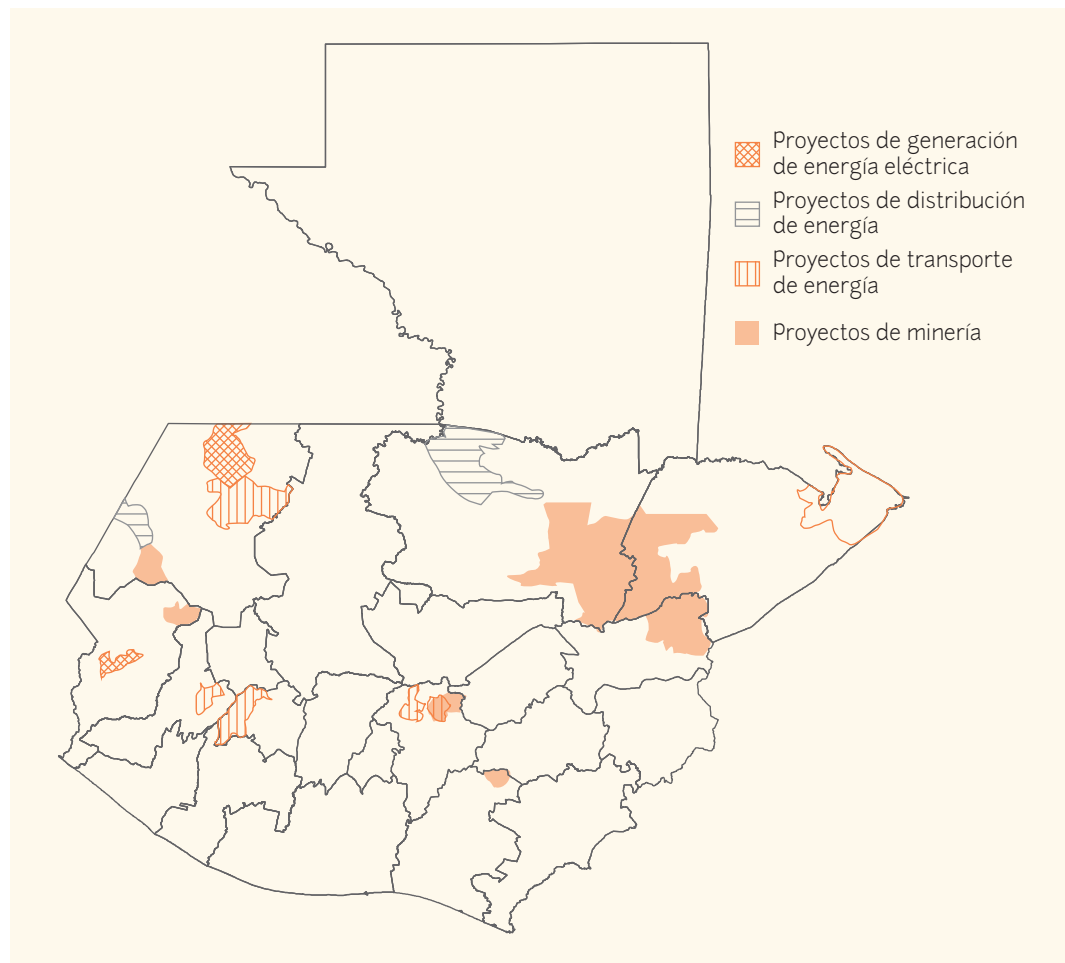 Proyectos de generación
de energía eléctrica
Proyectos de distribución
de energía
Proyectos de transporte
de energía
Proyectos de minería